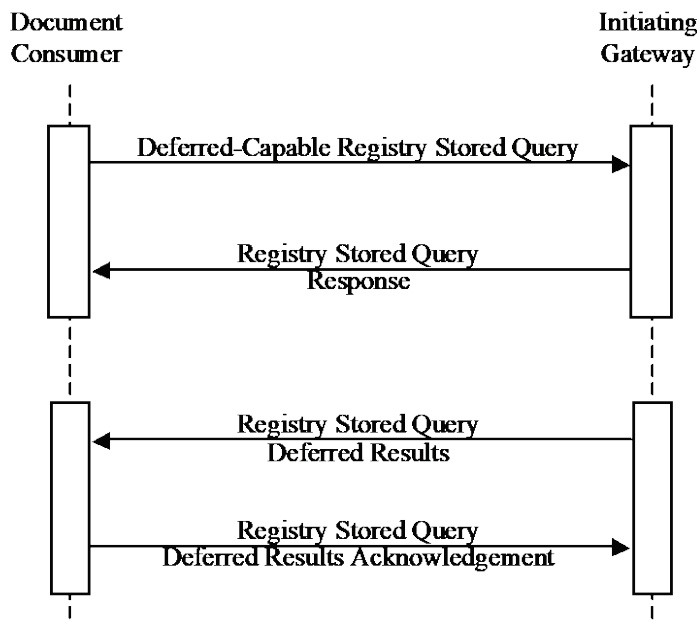 Document
Consumer
Initiating
Gateway
Deferred-Capable Registry Stored Query
Registry Stored Query
Response
Registry Stored Query
Deferred Results
Registry Stored Query
Deferred Results Acknowledgement